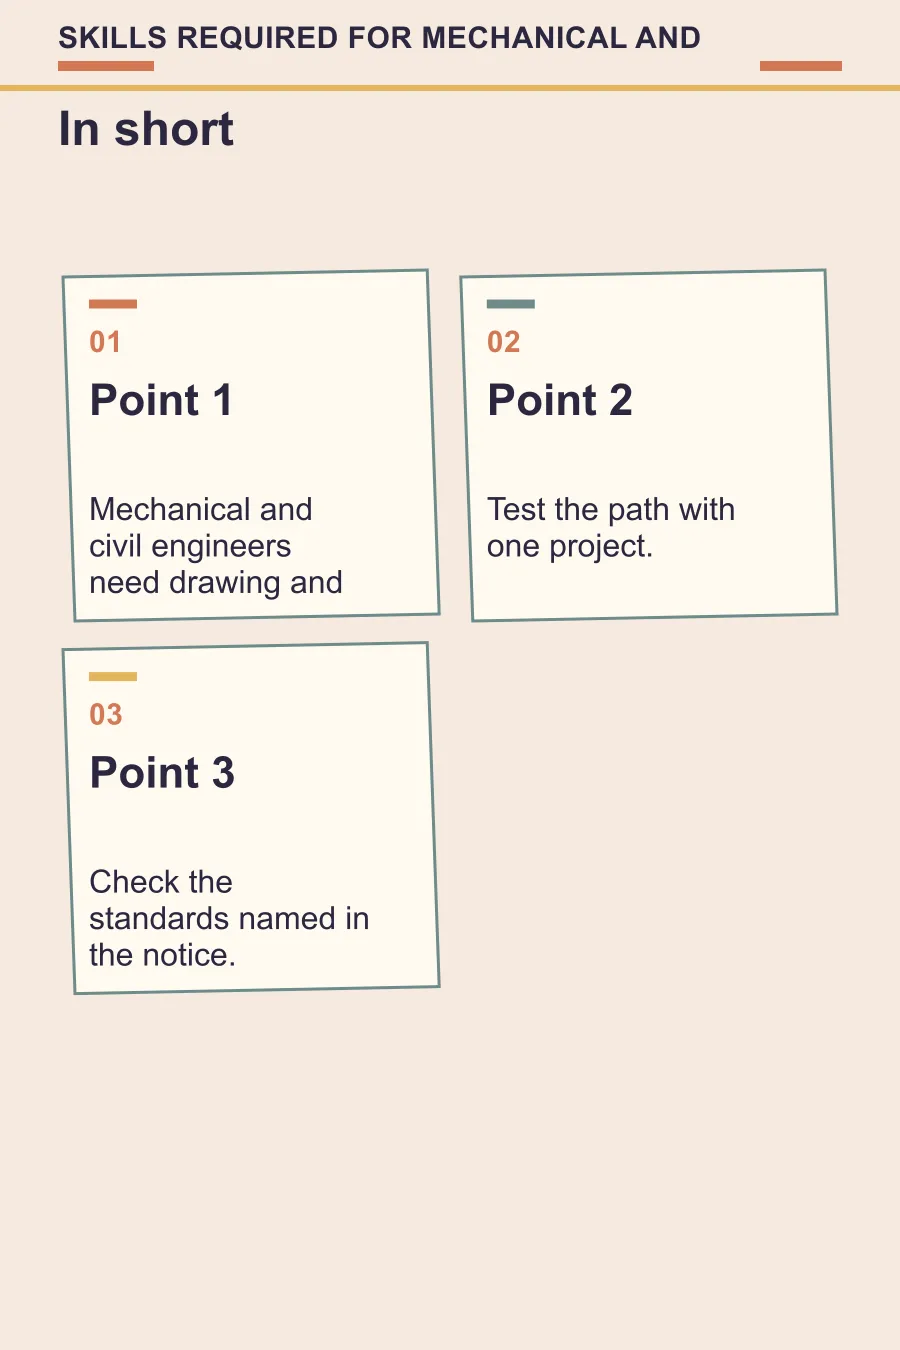 SKILLS REQUIRED FOR MECHANICAL AND
In short
01
Point 1
Mechanical and
civil engineers
need drawing and
02
Point 2
Test the path with
one project.
03
Point 3
Check the
standards named in
the notice.